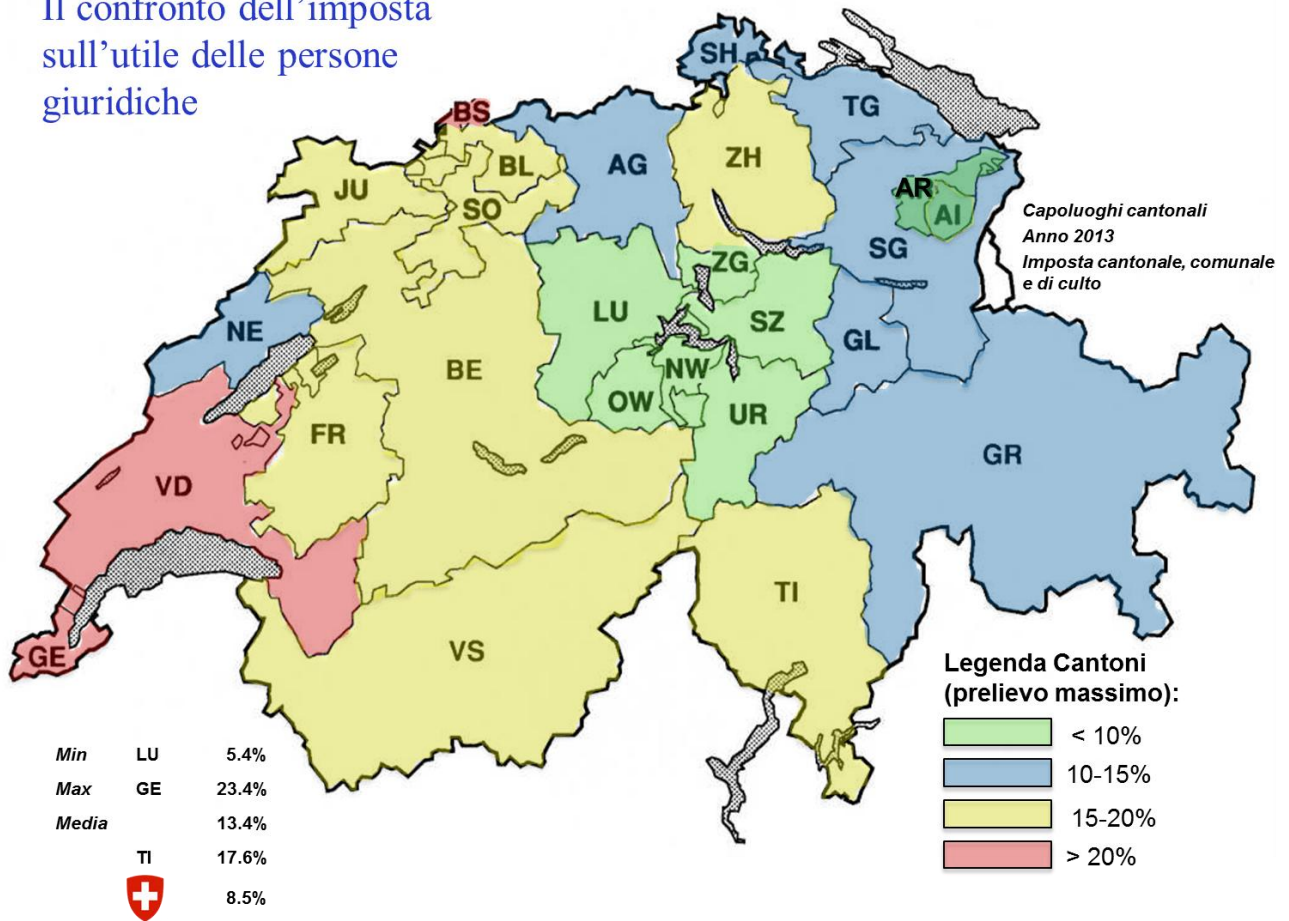 Il confronto dell'imposta
sull'utile delle persone
giuridiche
SH
BS
TG
AG
ZH
BL
JU
SO
AR
AI
Capoluoghi cantonali
Anno 2013
Imposta cantonale, comunale
e di culto
SG
ZG
LU
SZ
NE
GL
BE
NW
OW
UR
FR
GR
VD
TI
VS
GE
Legenda Cantoni
(prelievo massimo):
< 10%
10-15%
15-20%
> 20%
Min LU 5.4%
Max GE 23.4%
Media 13.4%
TI 17.6%
8.5%